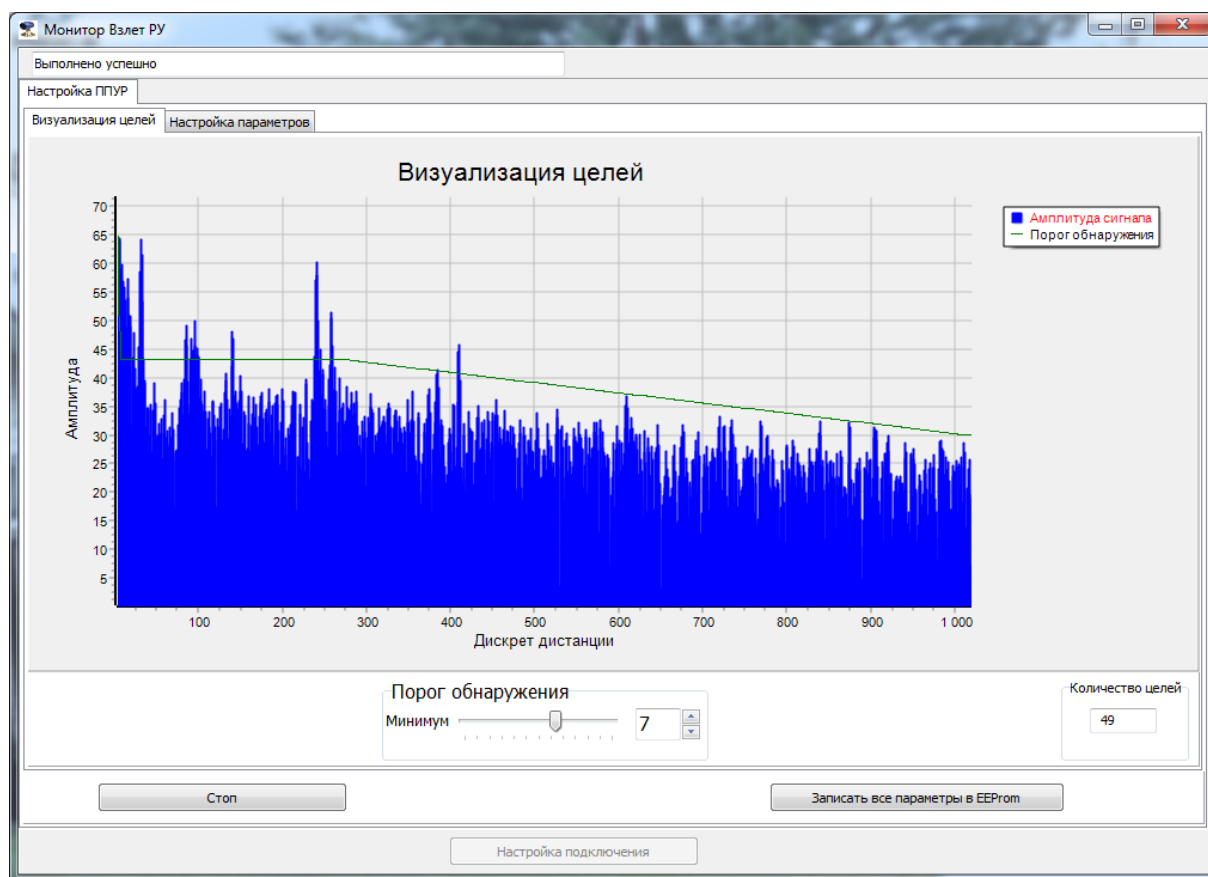 Монитор Взлет РУ
Выполнено успешно
Настройка ППУР
Визуализация целей Настройка параметров
Визуализация целей
Амплитуда сигнала
Порог обнаружения
70
65
60
55
50
45
40
35
30
25
20
15
10
5
Амплитуда
100 200 300 400 500 600 700 800 900 1 000
Дискрет дистанции
Порог обнаружения
Минимум 7
Количество целей
49
Стоп Записать все параметры в EEProm
Настройка подключения